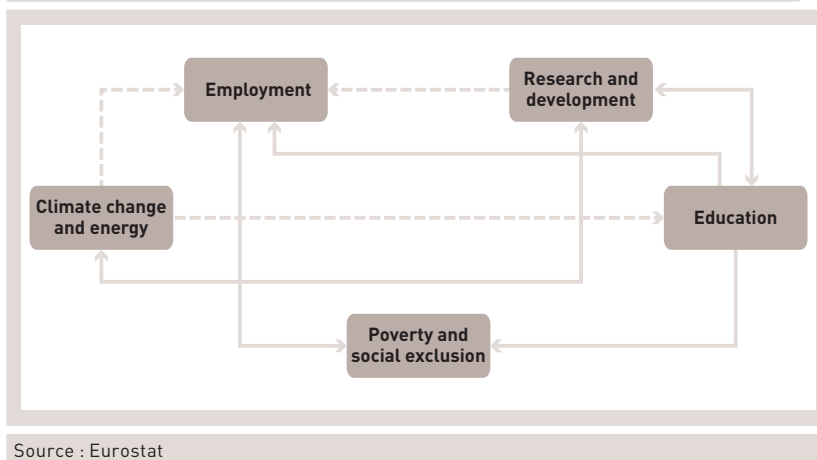 Employment
Research and
development
Climate change
and energy
Education
Poverty and
social exclusion
Source : Eurostat